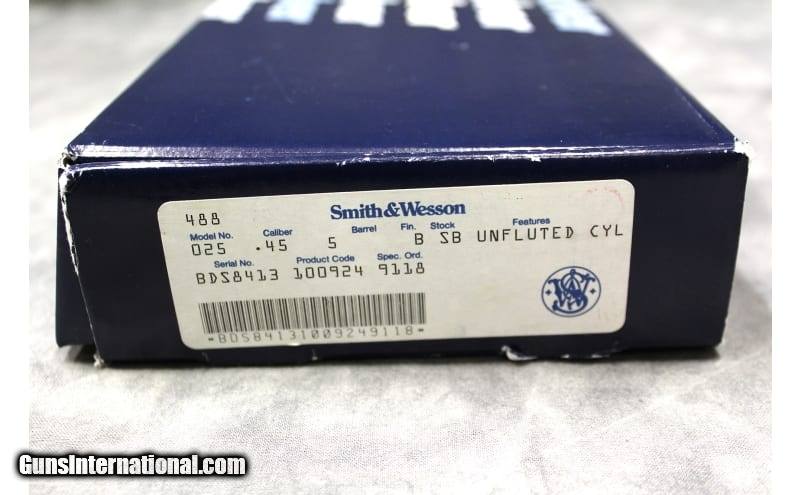 488
Smith&Wesson
Model No. Caliber Barrel Fin. Stock Features
025 .45 5 B SB UNFLUTED CYL
Serial No. Product Code Spec. Ord.
BDS8413 100924 9118
*BDS84131009249118*
GunsInternational.com